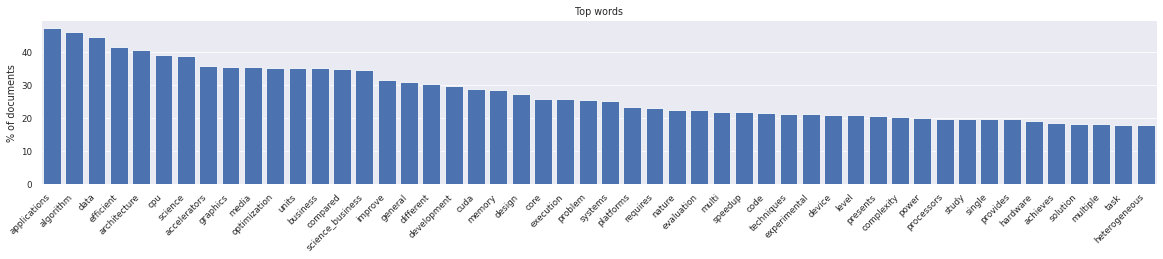 Top words
% of documents
40
30
20
10
0
applications
algorithm
data
efficient
architecture
cpu
science
accelerators
graphics
media
optimization
units
business
compared
science_business
improve
general
different
development
cuda
memory
design
core
execution
problem
systems
platforms
requires
nature
evaluation
multi
speedup
code
techniques
experimental
device
level
presents
complexity
power
processors
study
single
provides
hardware
achieves
solution
multiple
task
heterogeneous